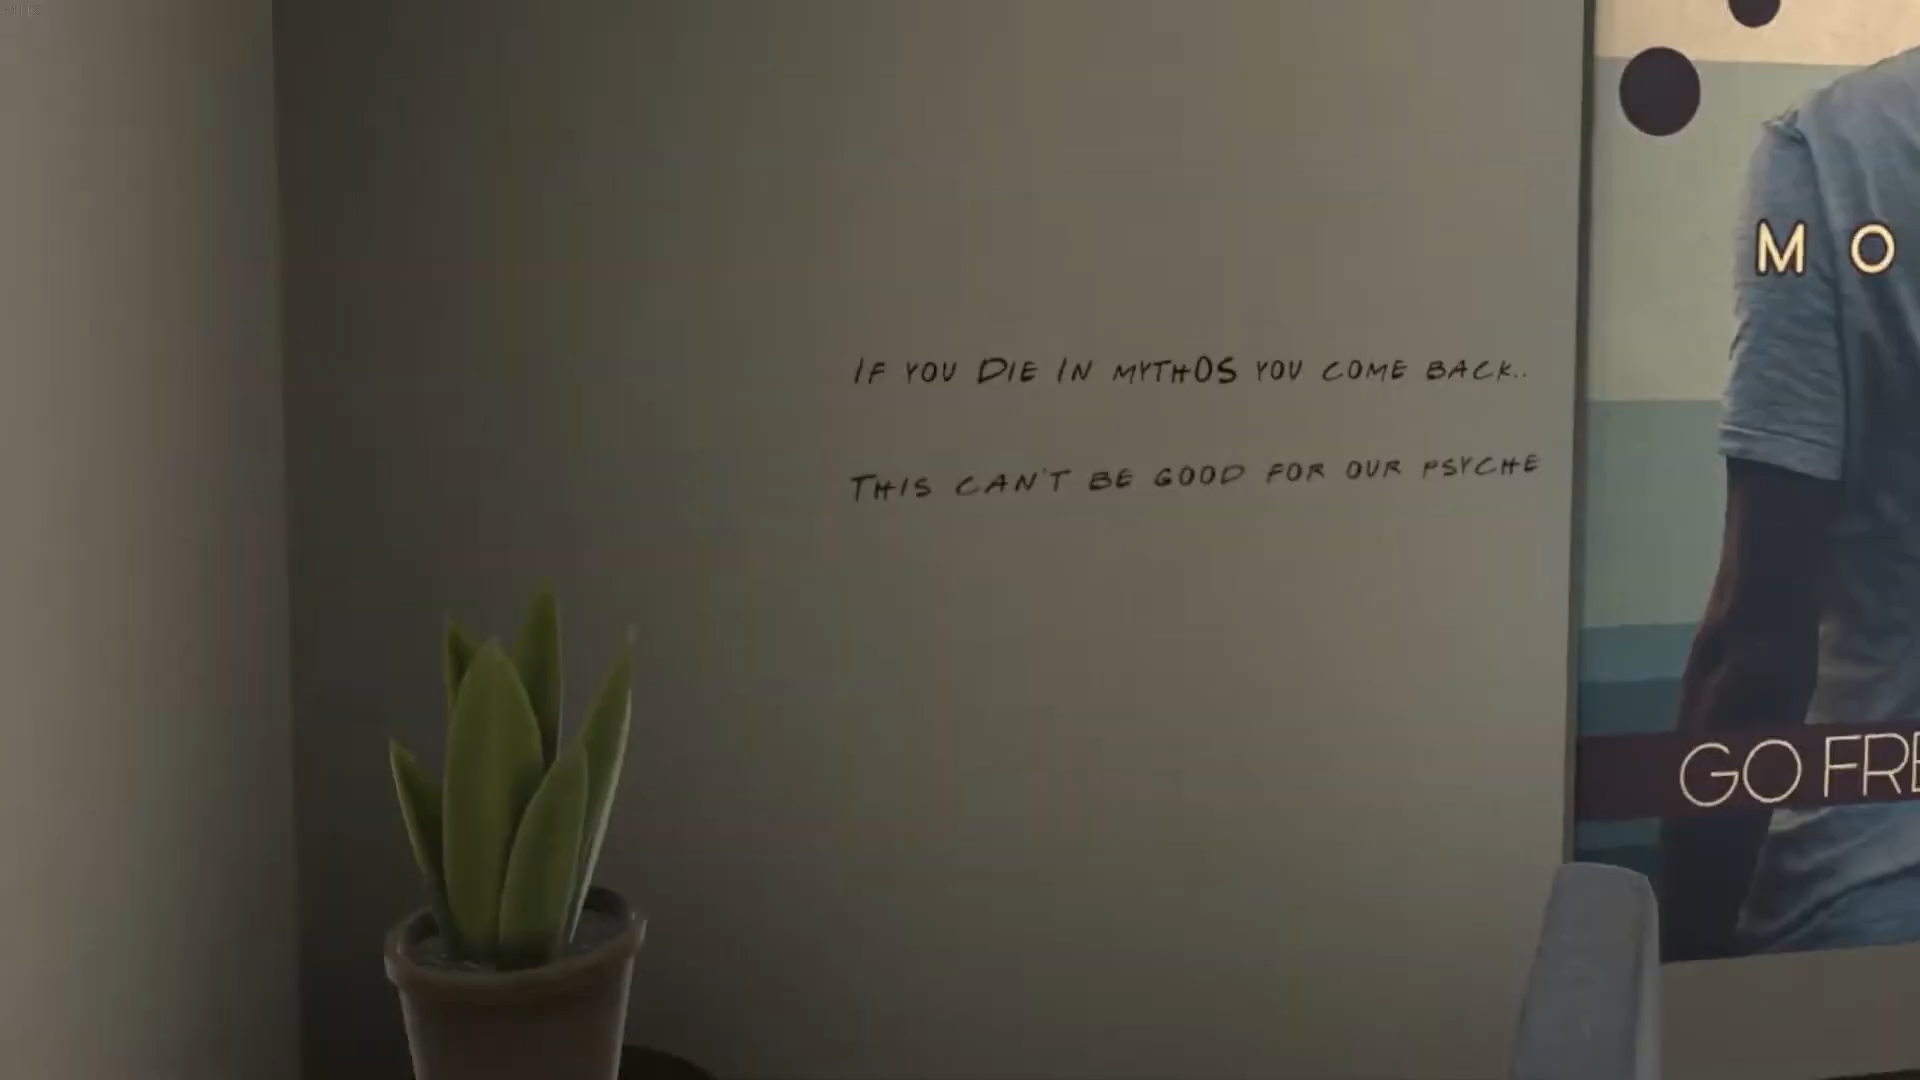 IF YOU DIE IN MYTHOS YOU COME BACK..
THIS CAN'T BE GOOD FOR OUR PSYCHE
M O
GO FRE